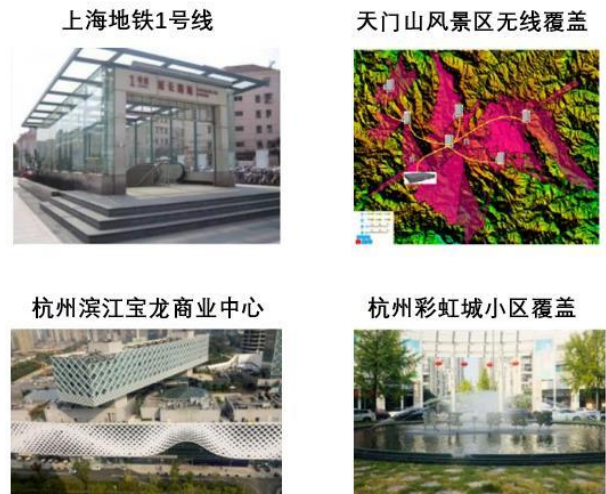 上海地铁1号线
天门山风景区无线覆盖
杭州滨江宝龙商业中心
杭州彩虹城小区覆盖